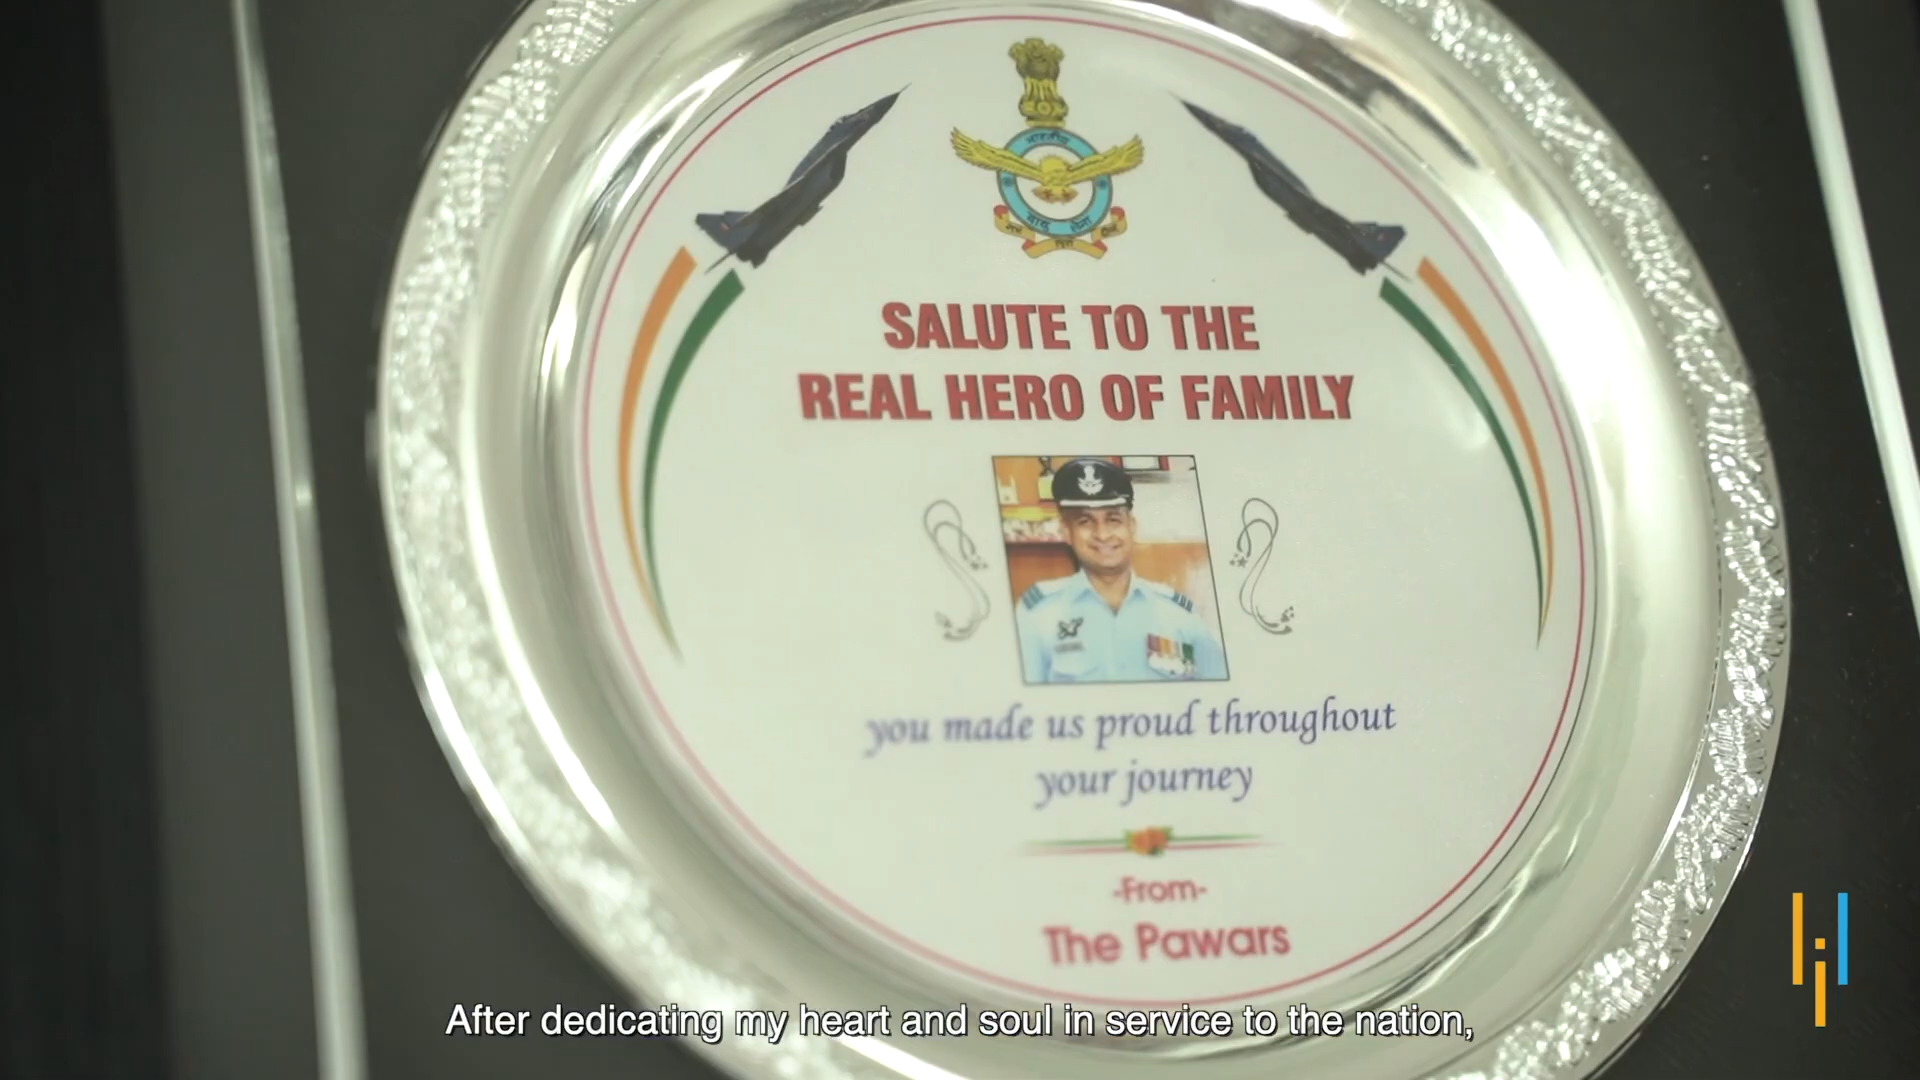 भारतीय
वायु सेना
SALUTE TO THE
REAL HERO OF FAMILY
you made us proud throughout
your journey
-From-
The Pawars
After dedicating my heart and soul in service to the nation,